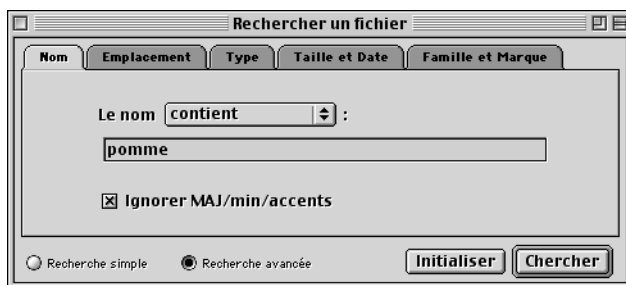 Rechercher un fichier
Nom Emplacement Type Taille et Date Famille et Marque
Le nom contient :
pomme
Ignorer MAJ/min/accents
Recherche simple Recherche avancée Initialiser Chercher